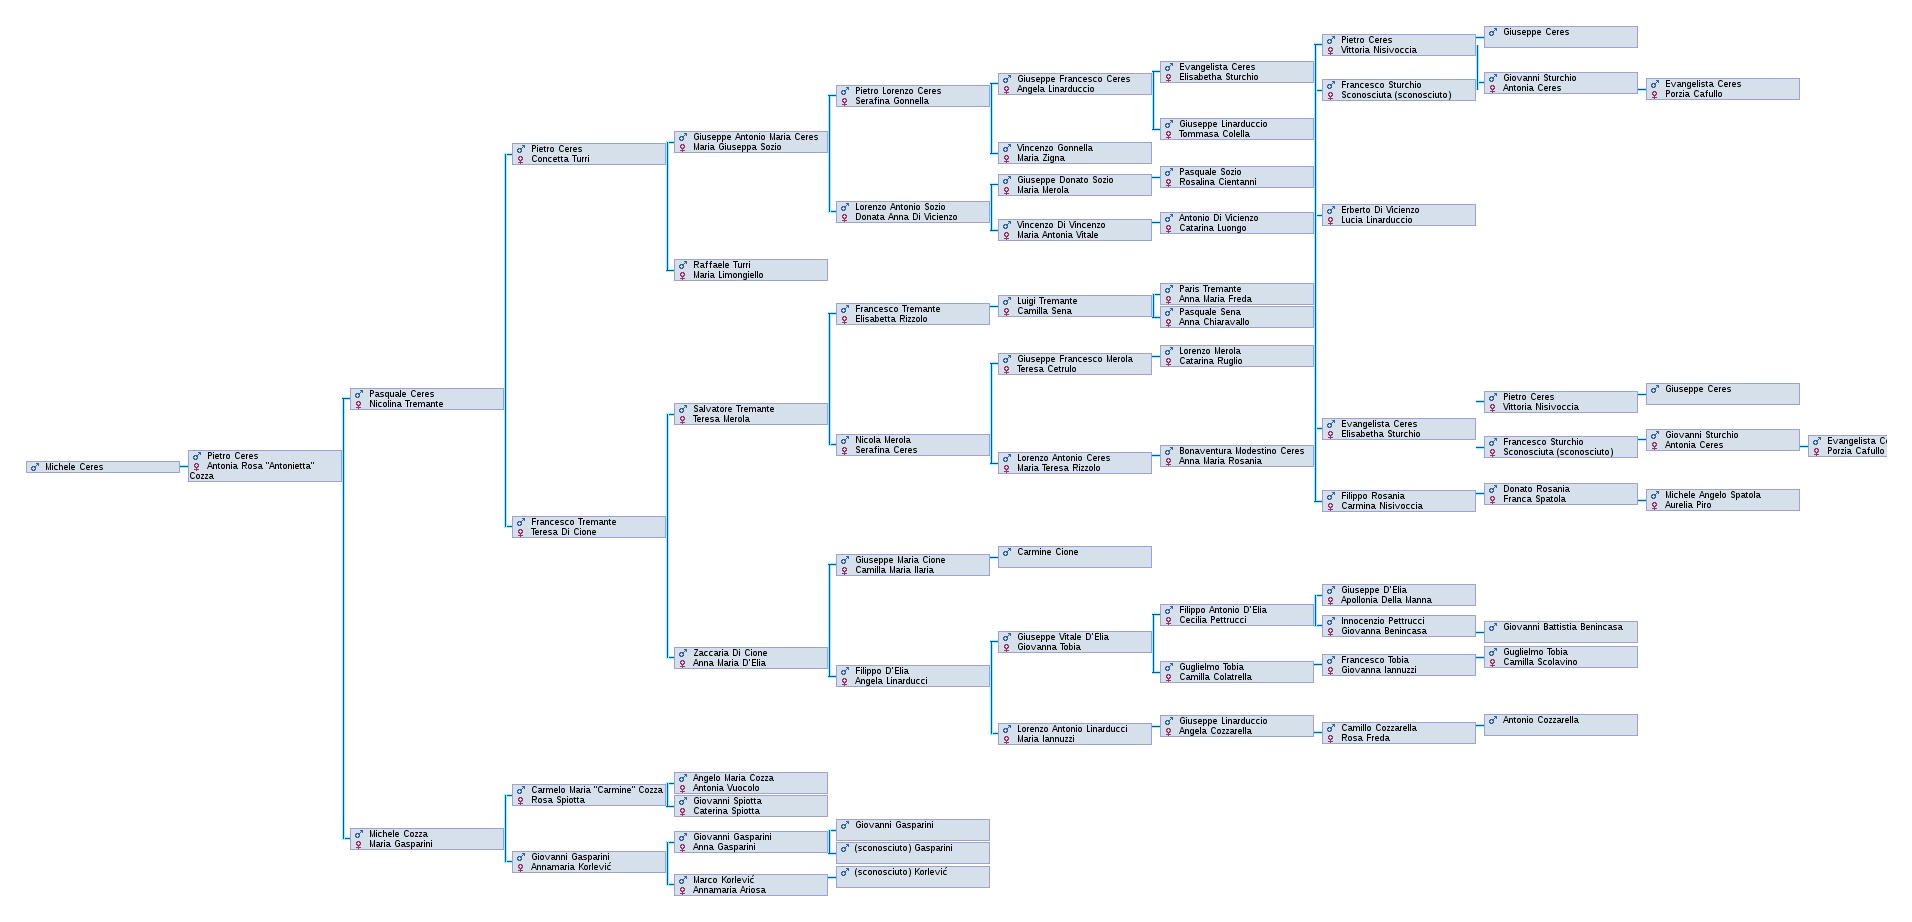 Michele Ceres
Pietro Ceres
Antonia Rosa "Antonietta"
Cozza
Pasquale Ceres
Nicolina Tremante
Michele Cozza
Maria Gasparini
Pietro Ceres
Concetta Turri
Francesco Tremante
Teresa Di Cione
Carmelo Maria "Carmine" Cozza
Rosa Spiotta
Giovanni Gasparini
Annamaria Korlević
Giuseppe Antonio Maria Ceres
Maria Giuseppa Sozio
Raffaele Turri
Maria Limongiello
Salvatore Tremante
Teresa Merola
Zaccaria Di Cione
Anna Maria D'Elia
Angelo Maria Cozza
Antonia Vuocolo
Giovanni Spiotta
Caterina Spiotta
Giovanni Gasparini
Anna Gasparini
Marco Korlević
Annamaria Ariosa
Pietro Lorenzo Ceres
Serafina Gonnella
Lorenzo Antonio Sozio
Donata Anna Di Vicienzo
Francesco Tremante
Elisabetta Rizzolo
Nicola Merola
Serafina Ceres
Giuseppe Maria Cione
Camilla Maria Ilaria
Filippo D'Elia
Angela Linarducci
Giovanni Gasparini
(sconosciuto) Gasparini
(sconosciuto) Korlević
Giuseppe Francesco Ceres
Angela Linarduccio
Vincenzo Gonnella
Maria Zigna
Giuseppe Donato Sozio
Maria Merola
Vincenzo Di Vincenzo
Maria Antonia Vitale
Luigi Tremante
Camilla Sena
Giuseppe Francesco Merola
Teresa Cetrulo
Lorenzo Antonio Ceres
Maria Teresa Rizzolo
Carmine Cione
Giuseppe Vitale D'Elia
Giovanna Tobia
Lorenzo Antonio Linarducci
Maria Iannuzzi
Evangelista Ceres
Elisabetha Sturchio
Giuseppe Linarduccio
Tommasa Colella
Pasquale Sozio
Rosalina Cientanni
Antonio Di Vicienzo
Catarina Luongo
Paris Tremante
Anna Maria Freda
Pasquale Sena
Anna Chiaravallo
Lorenzo Merola
Catarina Ruglio
Bonaventura Modestino Ceres
Anna Maria Rosania
Filippo Antonio D'Elia
Cecilia Pettrucci
Guglielmo Tobia
Camilla Colatrella
Giuseppe Linarduccio
Angela Cozzarella
Pietro Ceres
Vittoria Nisivoccia
Francesco Sturchio
Sconosciuta (sconosciuto)
Erberto Di Vicienzo
Lucia Linarduccio
Evangelista Ceres
Elisabetha Sturchio
Filippo Rosania
Carmina Nisivoccia
Giuseppe D'Elia
Apollonia Della Manna
Innocenzio Pettrucci
Giovanna Benincasa
Francesco Tobia
Giovanna Iannuzzi
Camillo Cozzarella
Rosa Freda
Giuseppe Ceres
Giovanni Sturchio
Antonia Ceres
Pietro Ceres
Vittoria Nisivoccia
Francesco Sturchio
Sconosciuta (sconosciuto)
Donato Rosania
Franca Spatola
Giovanni Battistia Benincasa
Guglielmo Tobia
Camilla Scolavino
Antonio Cozzarella
Evangelista Ceres
Porzia Cafullo
Giuseppe Ceres
Giovanni Sturchio
Antonia Ceres
Michele Angelo Spatola
Aurelia Piro
Evangelista
Porzia Cafullo